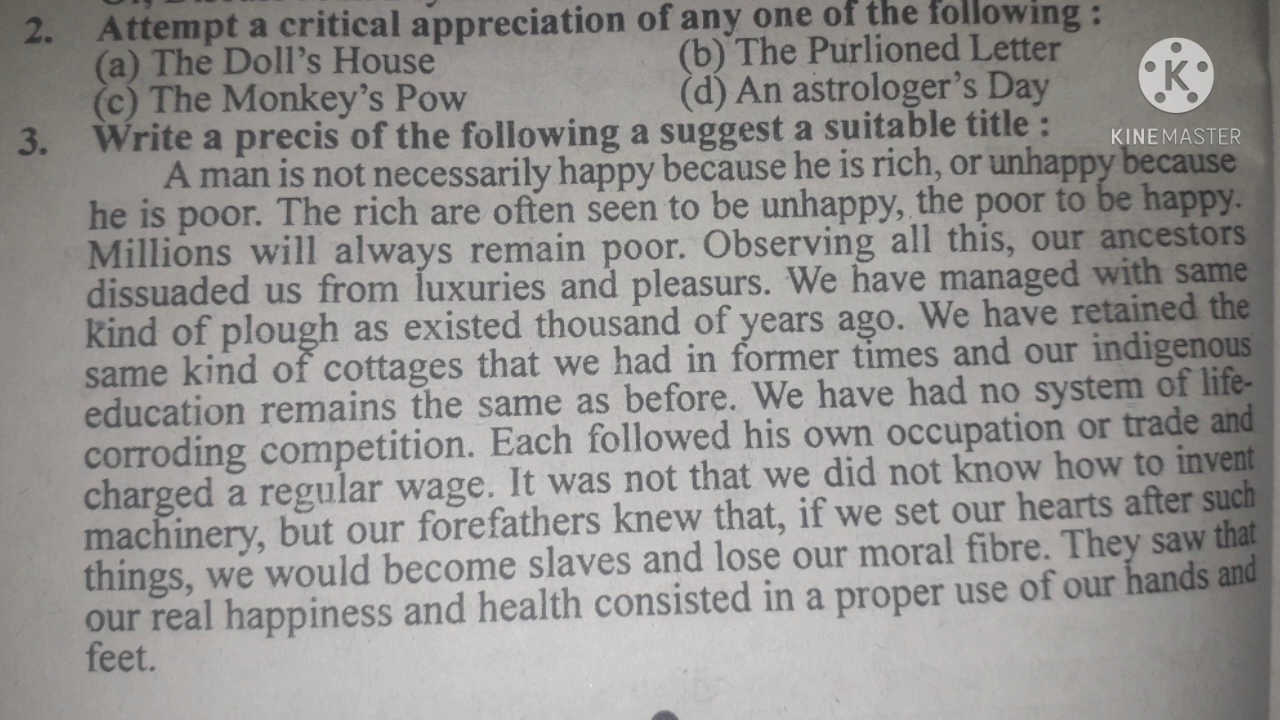 2. Attempt a critical appreciation of any one of the following :
(a) The Doll's House (b) The Purlioned Letter
(c) The Monkey's Pow (d) An astrologer's Day
K
KINEMASTER
3. Write a precis of the following a suggest a suitable title :
A man is not necessarily happy because he is rich, or unhappy because
he is poor. The rich are often seen to be unhappy, the poor to be happy.
Millions will always remain poor. Observing all this, our ancestors
dissuaded us from luxuries and pleasurs. We have managed with same
kind of plough as existed thousand of years ago. We have retained the
same kind of cottages that we had in former times and our indigenous
education remains the same as before. We have had no system of life-
corroding competition. Each followed his own occupation or trade and
charged a regular wage. It was not that we did not know how to invent
machinery, but our forefathers knew that, if we set our hearts after such
things, we would become slaves and lose our moral fibre. They saw that
our real happiness and health consisted in a proper use of our hands and
feet.